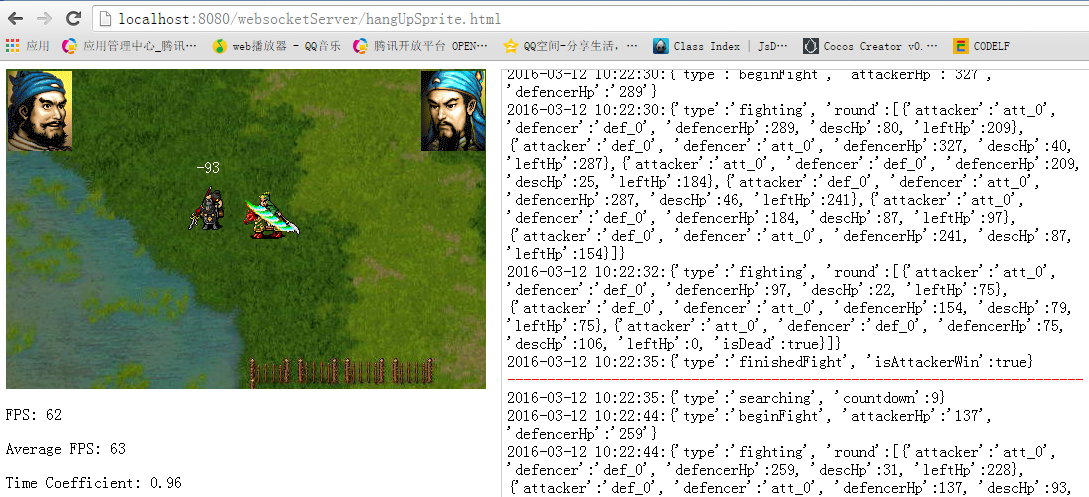 localhost:8080/websocketServer/hangUpSprite.html
应用 应用管理中心_腾讯… web播放器 - QQ音乐 腾讯开放平台 OPEN… QQ空间-分享生活，… Class Index | JsD… Cocos Creator v0.… CODELF
-93
FPS: 62
Average FPS: 63
Time Coefficient: 0.96
2016-03-12 10:22:30:{'type':'beginFight', 'attackerHp':'327',
'defencerHp':'289'}
2016-03-12 10:22:30:{'type':'fighting', 'round':[{'attacker':'att_0',
'defencer':'def_0', 'defencerHp':289, 'descHp':80, 'leftHp':209},
{'attacker':'def_0', 'defencer':'att_0', 'defencerHp':327, 'descHp':40,
'leftHp':287},{'attacker':'att_0', 'defencer':'def_0', 'defencerHp':209,
'descHp':25, 'leftHp':184},{'attacker':'def_0', 'defencer':'att_0',
'defencerHp':287, 'descHp':46, 'leftHp':241},{'attacker':'att_0',
'defencer':'def_0', 'defencerHp':184, 'descHp':87, 'leftHp':97},
{'attacker':'def_0', 'defencer':'att_0', 'defencerHp':241, 'descHp':87,
'leftHp':154}]}
2016-03-12 10:22:32:{'type':'fighting', 'round':[{'attacker':'att_0',
'defencer':'def_0', 'defencerHp':97, 'descHp':22, 'leftHp':75},
{'attacker':'def_0', 'defencer':'att_0', 'defencerHp':154, 'descHp':79,
'leftHp':75},{'attacker':'att_0', 'defencer':'def_0', 'defencerHp':75,
'descHp':106, 'leftHp':0, 'isDead':true}]}
2016-03-12 10:22:35:{'type':'finishedFight', 'isAttackerWin':true}
2016-03-12 10:22:35:{'type':'searching', 'countdown':9}
2016-03-12 10:22:44:{'type':'beginFight', 'attackerHp':'137',
'defencerHp':'259'}
2016-03-12 10:22:44:{'type':'fighting', 'round':[{'attacker':'att_0',
'defencer':'def_0', 'defencerHp':259, 'descHp':31, 'leftHp':228},
{'attacker':'def_0', 'defencer':'att_0', 'defencerHp':137, 'descHp':93,